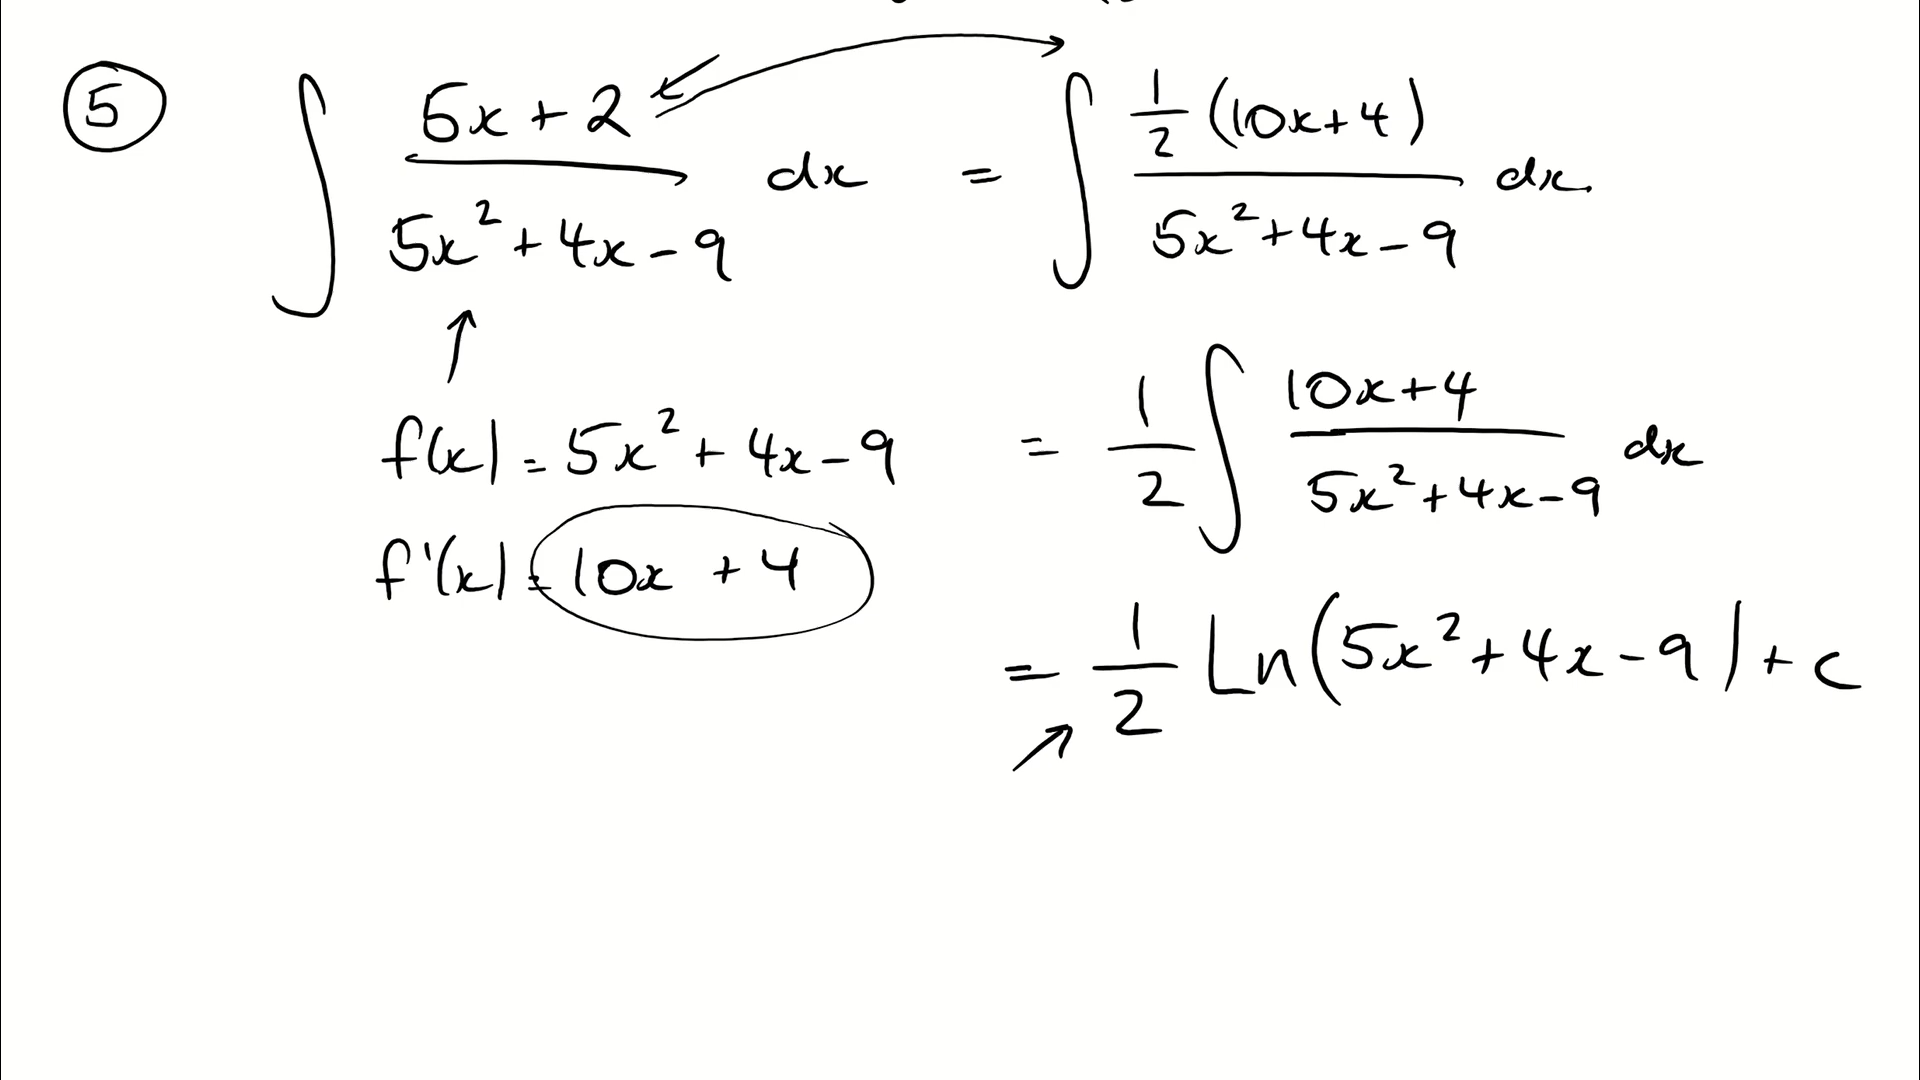 ⑤ ∫ (5x + 2)/(5x² + 4x - 9) dx = ∫ (½(10x+4))/(5x² + 4x - 9) dx.
f(x) = 5x² + 4x - 9
f'(x) = 10x + 4
= 1/2 ∫ (10x+4)/(5x² + 4x - 9) dx
= 1/2 Ln(5x² + 4x - 9) + c